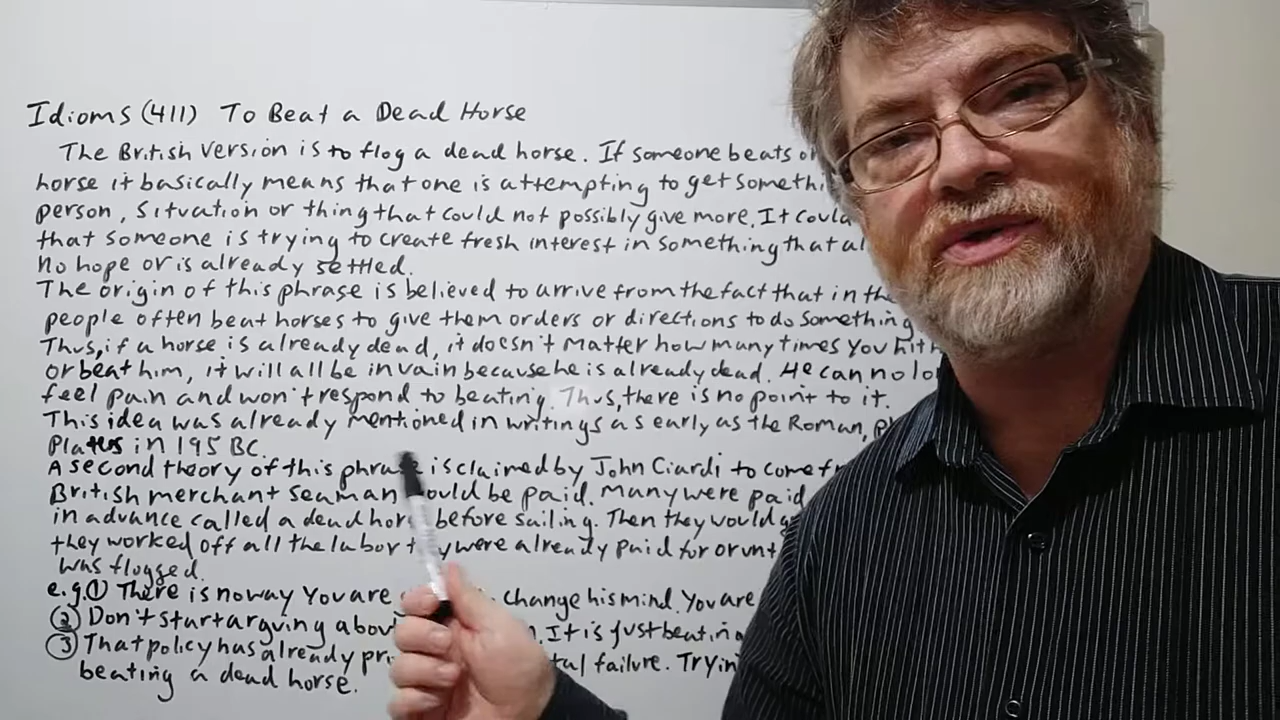 Idioms (411) To Beat a Dead Horse
The British version is to flog a dead horse. If someone beats
horse it basically means that one is attempting to get
person, situation or thing that could not possibly give more. It
that someone is trying to create fresh interest in something that
no hope or is already settled.
The origin of this phrase is believed to arrive from the fact that in the
people often beat horses to give them orders or directions to do something
Thus, if a horse is already dead, it doesn't matter how many times you hit
or beat him, it will all be in vain because he is already dead. He can no
feel pain and won't respond to beating. Thus, there is no point to it.
This idea was already mentioned in writings as early as the Roman,
in 195 BC.
A second theory of this phrase is claimed by John Ciardi to come
British merchant seaman would be paid. Many were paid
in advance called a dead horse before sailing. Then they would
they worked off all the labor they were already paid for or
was flogged.
e.g. ① There is no way you are change his mind. You are
② Don't start arguing It is just
③ That policy has already failure.
beating a dead horse.